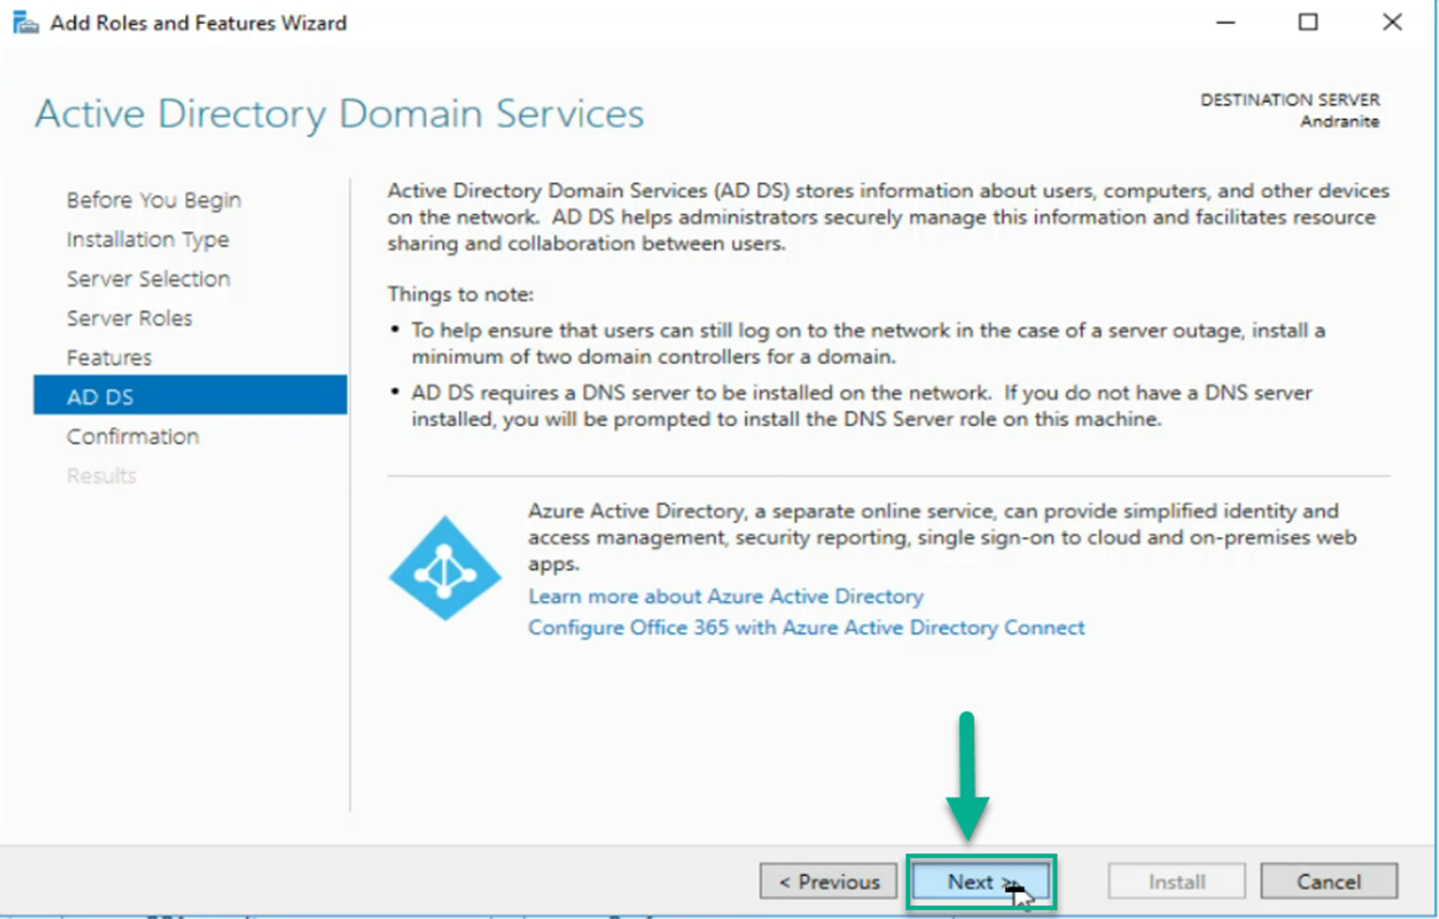 Add Roles and Features Wizard
Active Directory Domain Services
DESTINATION SERVER
Andranite
Before You Begin
Installation Type
Server Selection
Server Roles
Features
AD DS
Confirmation
Results
Active Directory Domain Services (AD DS) stores information about users, computers, and other devices
on the network.  AD DS helps administrators securely manage this information and facilitates resource
sharing and collaboration between users.
Things to note:
• To help ensure that users can still log on to the network in the case of a server outage, install a
minimum of two domain controllers for a domain.
• AD DS requires a DNS server to be installed on the network.  If you do not have a DNS server
installed, you will be prompted to install the DNS Server role on this machine.
Azure Active Directory, a separate online service, can provide simplified identity and
access management, security reporting, single sign-on to cloud and on-premises web
apps.
Learn more about Azure Active Directory
Configure Office 365 with Azure Active Directory Connect
< Previous
Next >
Install
Cancel